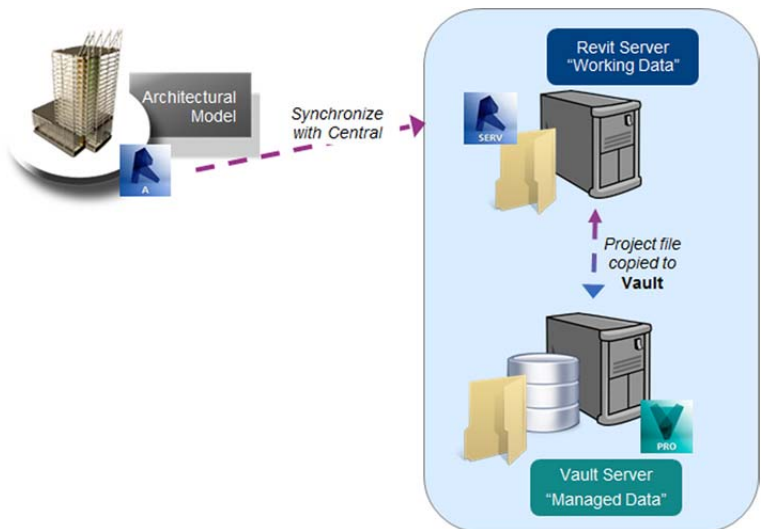 Revit Server
“Working Data”
Architectural
Model
Synchronize
with Central
SERV
A
Project file
copied to
Vault
PRO
Vault Server
“Managed Data”